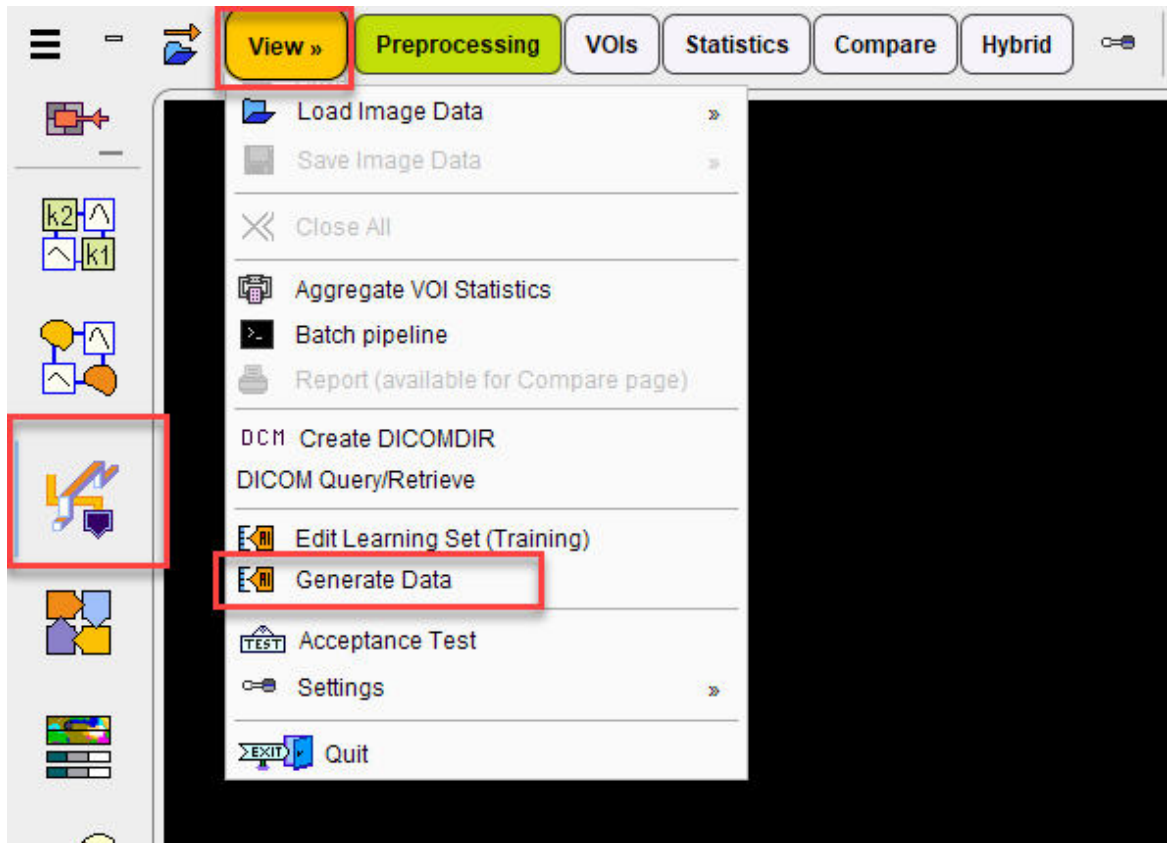 View » Preprocessing VOIs Statistics Compare Hybrid
Load Image Data »
Save Image Data »
k2
k1
Close All
Aggregate VOI Statistics
Batch pipeline
Report (available for Compare page)
DCM Create DICOMDIR
DICOM Query/Retrieve
AI Edit Learning Set (Training)
AI Generate Data
TEST Acceptance Test
Settings »
EXIT Quit